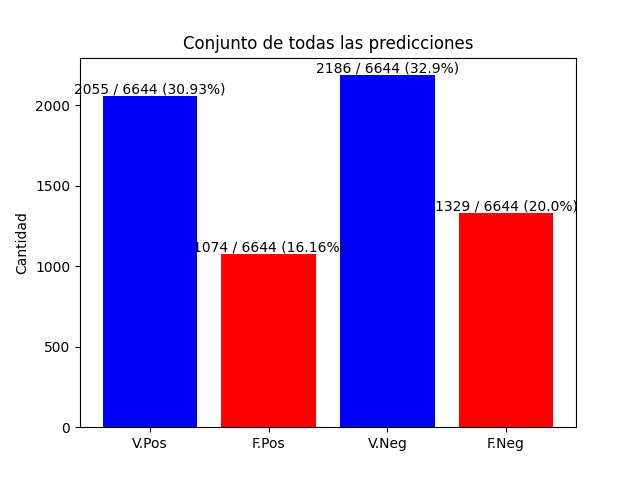 Conjunto de todas las predicciones
2186 / 6644 (32.9%)
2055 / 6644 (30.93%)
1329 / 6644 (20.0%)
1074 / 6644 (16.16%)
Cantidad
2000
1500
1000
500
0
V.Pos
F.Pos
V.Neg
F.Neg